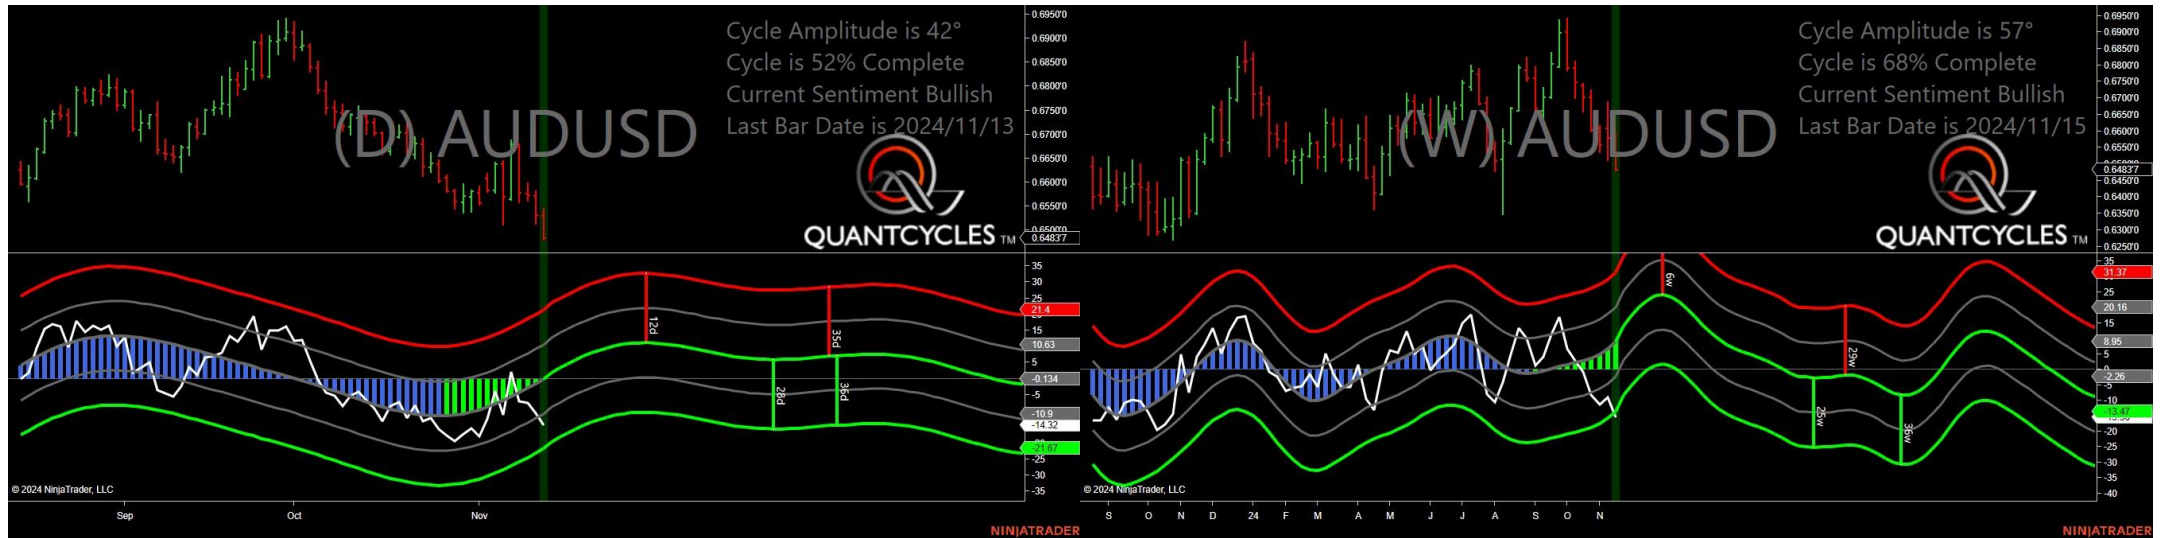 Cycle Amplitude is 42°
Cycle is 52% Complete
Current Sentiment Bullish
Last Bar Date is 2024/11/13
(D) AUDUSD
QUANTCYCLES TM
0.6950'0
0.6900'0
0.6850'0
0.6800'0
0.6750'0
0.6700'0
0.6650'0
0.6600'0
0.6550'0
0.6500'0
0.6483'7
35
30
25
21.4
15
10.63
5
-0.134
-5
-10.9
-14.32
-21.67
-25
-30
-35
12d
28d
35d
36d
© 2024 NinjaTrader, LLC
Sep
Oct
Nov
NINJATRADER
Cycle Amplitude is 57°
Cycle is 68% Complete
Current Sentiment Bullish
Last Bar Date is 2024/11/15
(W) AUDUSD
QUANTCYCLES TM
0.6950'0
0.6900'0
0.6850'0
0.6800'0
0.6750'0
0.6700'0
0.6650'0
0.6600'0
0.6483'7
0.6450'0
0.6400'0
0.6350'0
0.6300'0
0.6250'0
35
31.37
25
20.16
15
8.95
5
0
-2.26
-5
-10
-13.47
-20
-25
-30
-35
-40
6w
25w
29w
36w
© 2024 NinjaTrader, LLC
S
O
N
D
24
F
M
A
M
J
J
A
S
O
N
NINJATRADER